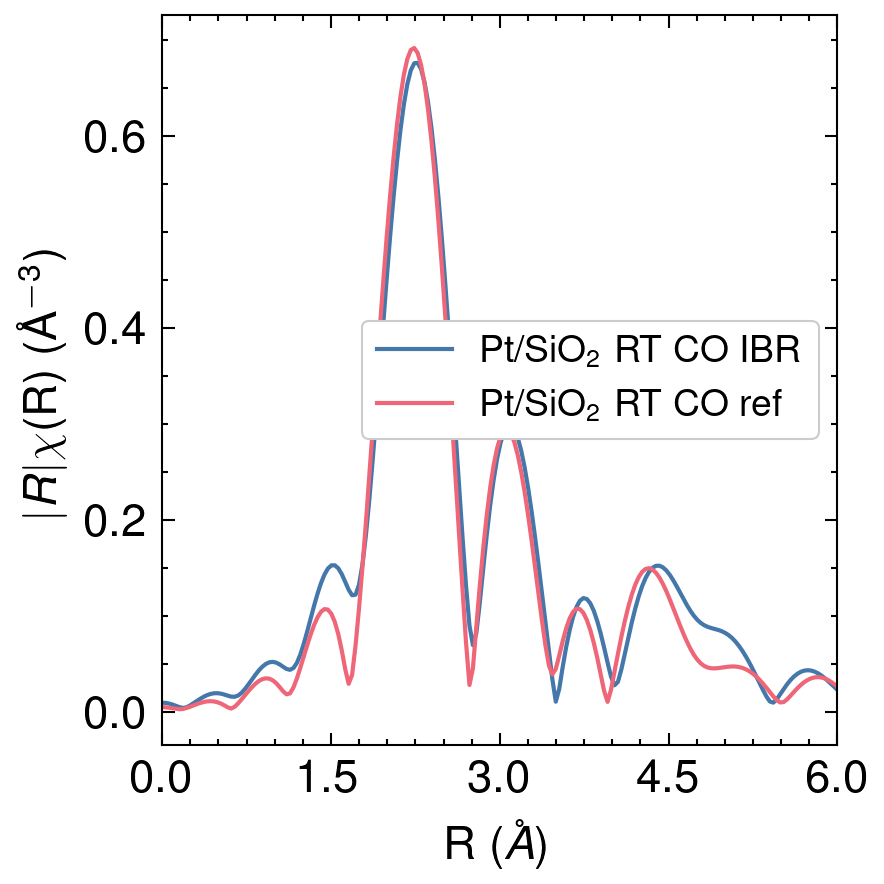 0.6
0.4
0.2
0.0
0.0 1.5 3.0 4.5 6.0
|R|χ(R) (Å⁻³)
R (Å)
Pt/SiO₂ RT CO IBR
Pt/SiO₂ RT CO ref